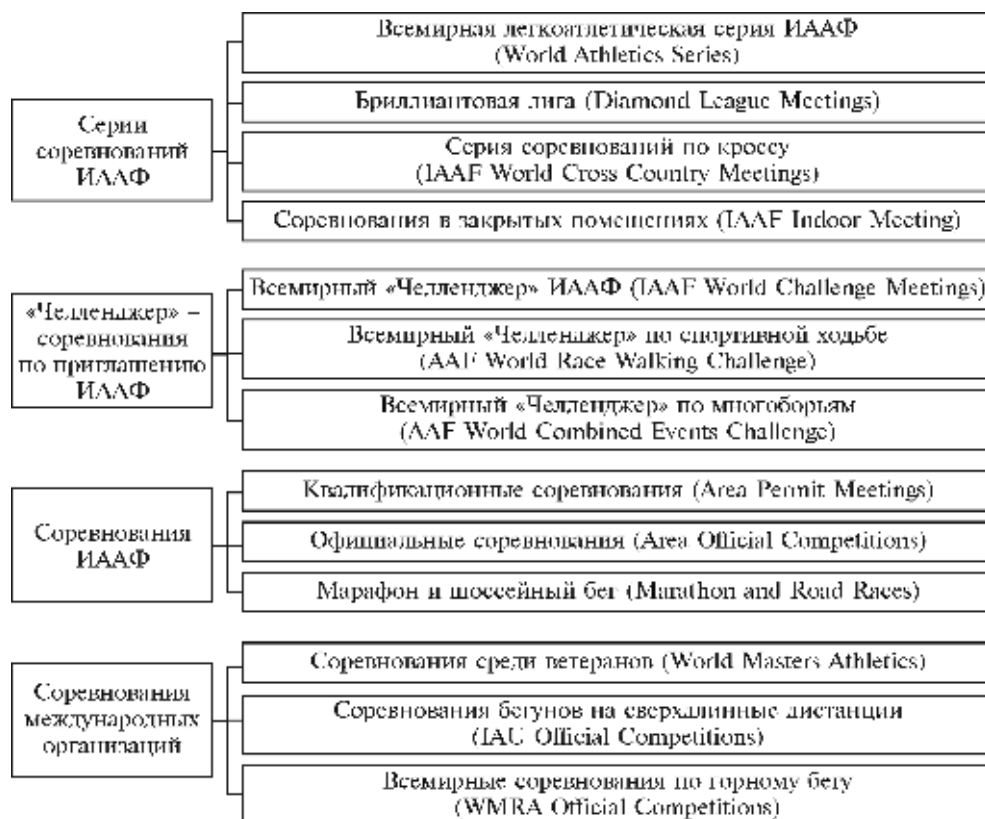 Серии
соревнований
ИААФ
Всемирная легкоатлетическая серия ИААФ
(World Athletics Series)
Бриллиантовая лига (Diamond League Meetings)
Серия соревнований по кроссу
(IAAF World Cross Country Meetings)
Соревнования в закрытых помещениях (IAAF Indoor Meeting)
«Челленджер» –
соревнования
по приглашению
ИААФ
Всемирный «Челленджер» ИААФ (IAAF World Challenge Meetings)
Всемирный «Челленджер» по спортивной ходьбе
(AAF World Race Walking Challenge)
Всемирный «Челленджер» по многоборьям
(AAF World Combined Events Challenge)
Соревнования
ИААФ
Квалификационные соревнования (Area Permit Meetings)
Официальные соревнования (Area Official Competitions)
Марафон и шоссейный бег (Marathon and Road Races)
Соревнования
международных
организаций
Соревнования среди ветеранов (World Masters Athletics)
Соревнования бегунов на сверхдлинные дистанции
(IAU Official Competitions)
Всемирные соревнования по горному бегу
(WMRA Official Competitions)